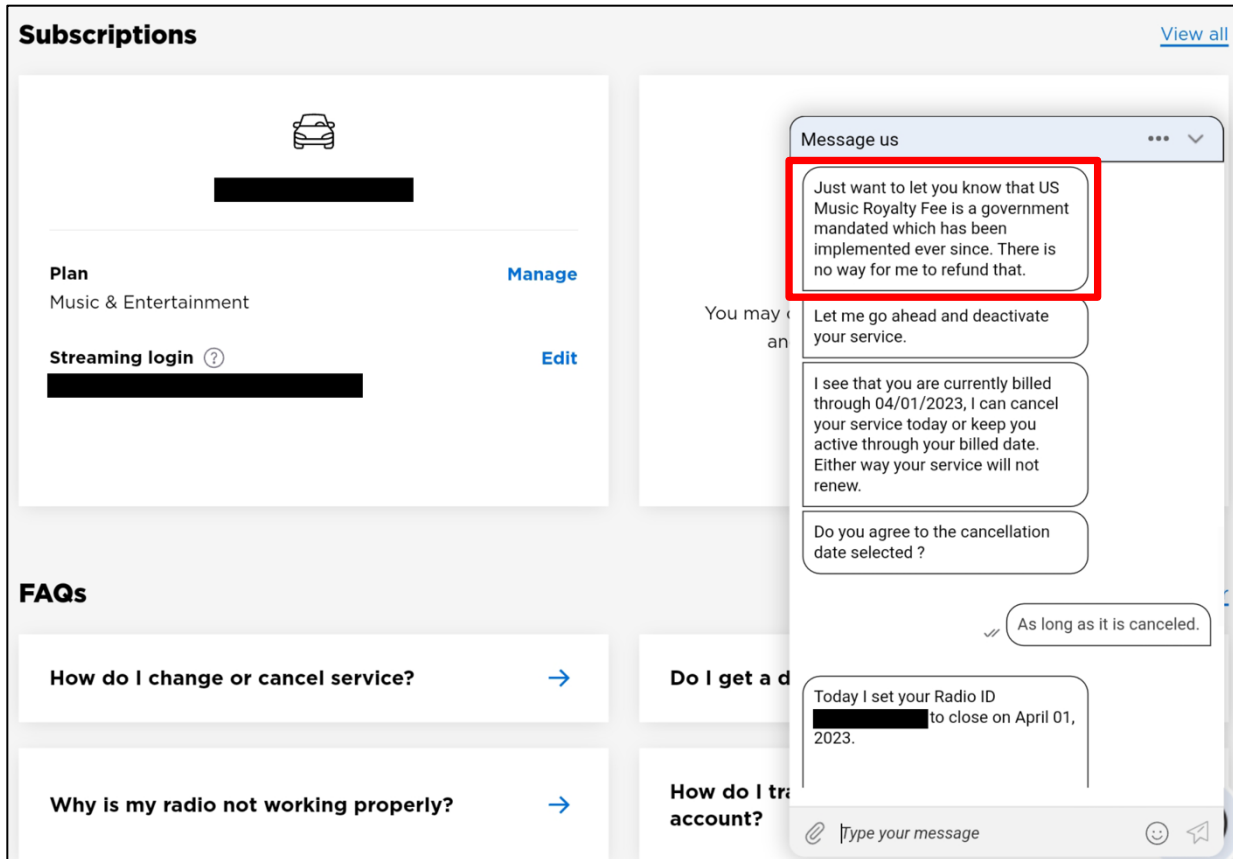 Subscriptions
View all
Plan
Manage
Music & Entertainment
Streaming login ?
Edit
You may
an
FAQs
How do I change or cancel service?
Do I get a d
Why is my radio not working properly?
How do I tra
account?
Message us
Just want to let you know that US
Music Royalty Fee is a government
mandated which has been
implemented ever since. There is
no way for me to refund that.
Let me go ahead and deactivate
your service.
I see that you are currently billed
through 04/01/2023, I can cancel
your service today or keep you
active through your billed date.
Either way your service will not
renew.
Do you agree to the cancellation
date selected ?
As long as it is canceled.
Today I set your Radio ID
to close on April 01,
2023.
Type your message